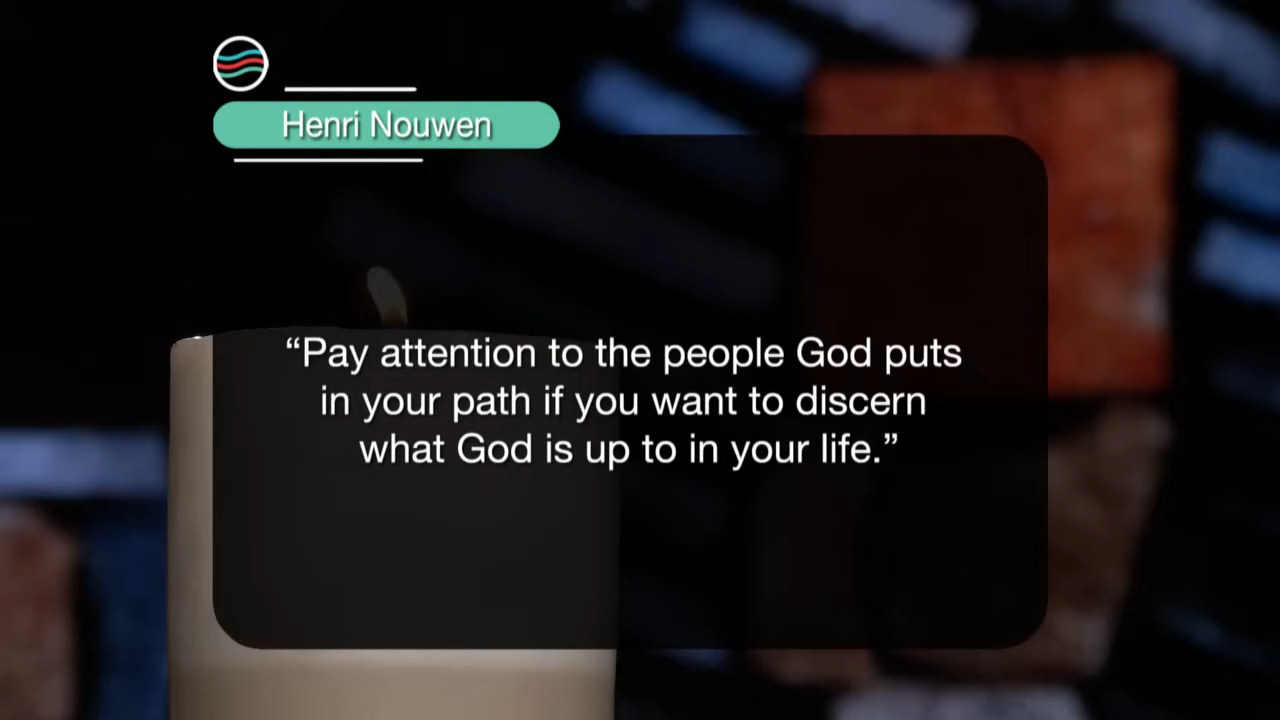 Henri Nouwen
“Pay attention to the people God puts
in your path if you want to discern
what God is up to in your life.”